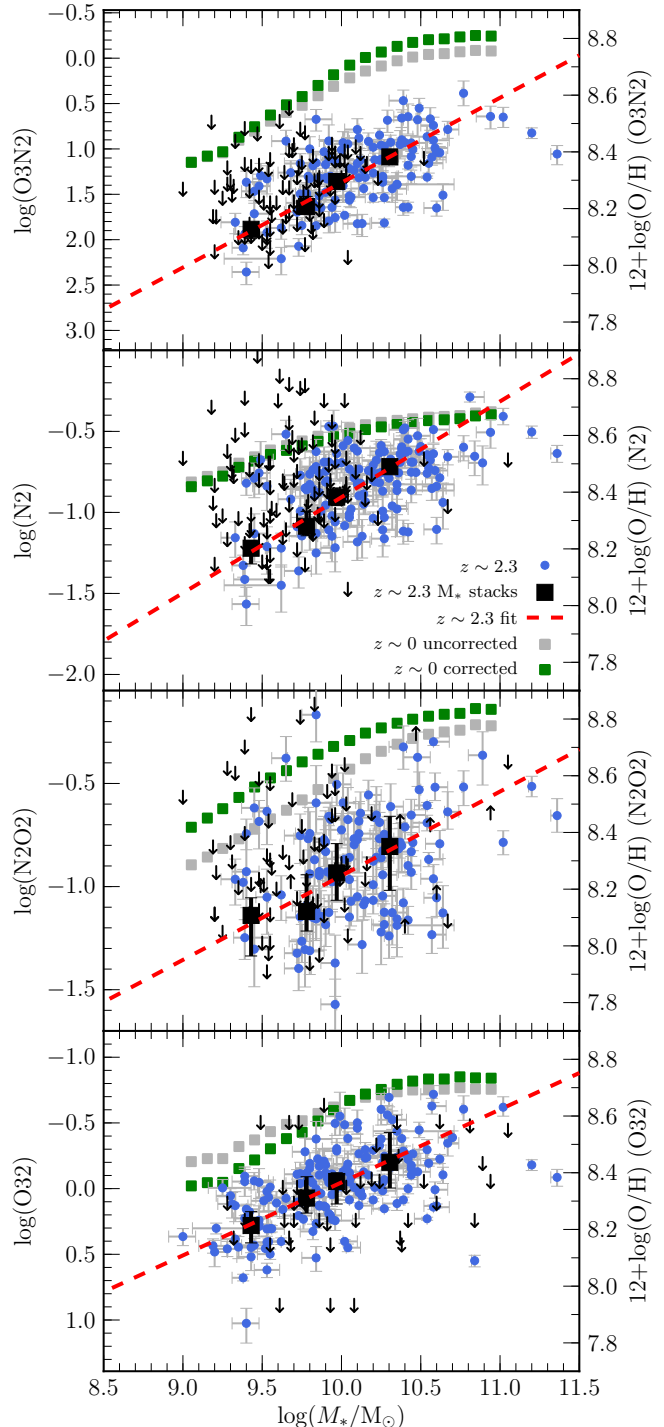 −0.5
0.0
0.5
1.0
1.5
2.0
2.5
3.0
log(O3N2)
8.8
8.6
8.4
8.2
8.0
7.8
12+log(O/H) (O3N2)
−0.5
−1.0
−1.5
−2.0
log(N2)
8.8
8.6
8.4
8.2
8.0
7.8
12+log(O/H) (N2)
z ∼ 2.3
z ∼ 2.3 M∗ stacks
z ∼ 2.3 fit
z ∼ 0 uncorrected
z ∼ 0 corrected
−0.5
−1.0
−1.5
log(N2O2)
8.8
8.6
8.4
8.2
8.0
7.8
12+log(O/H) (N2O2)
−1.0
−0.5
0.0
0.5
1.0
log(O32)
8.8
8.6
8.4
8.2
8.0
7.8
12+log(O/H) (O32)
8.5 9.0 9.5 10.0 10.5 11.0 11.5
log(M∗/M⊙)